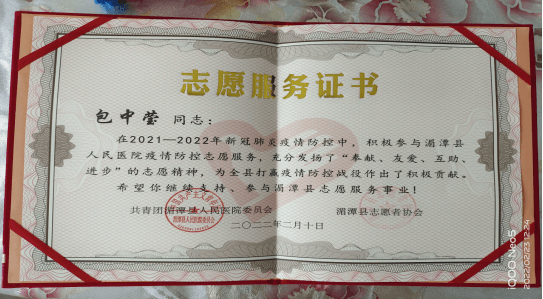 志愿服务证书
包中莹 同志：
在2021—2022年新冠肺炎疫情防控中，积极参与湄潭县
人民医院疫情防控志愿服务，充分发扬了“奉献、友爱、互助、
进步”的志愿精神，为全县打赢疫情防控战役作出了积极贡献。
希望你继续支持、参与湄潭县志愿服务事业！
共青团湄潭县人民医院委员会 湄潭县志愿者协会
二〇二二年二月十日
iQOO Neo5
2022/02/23 12:24